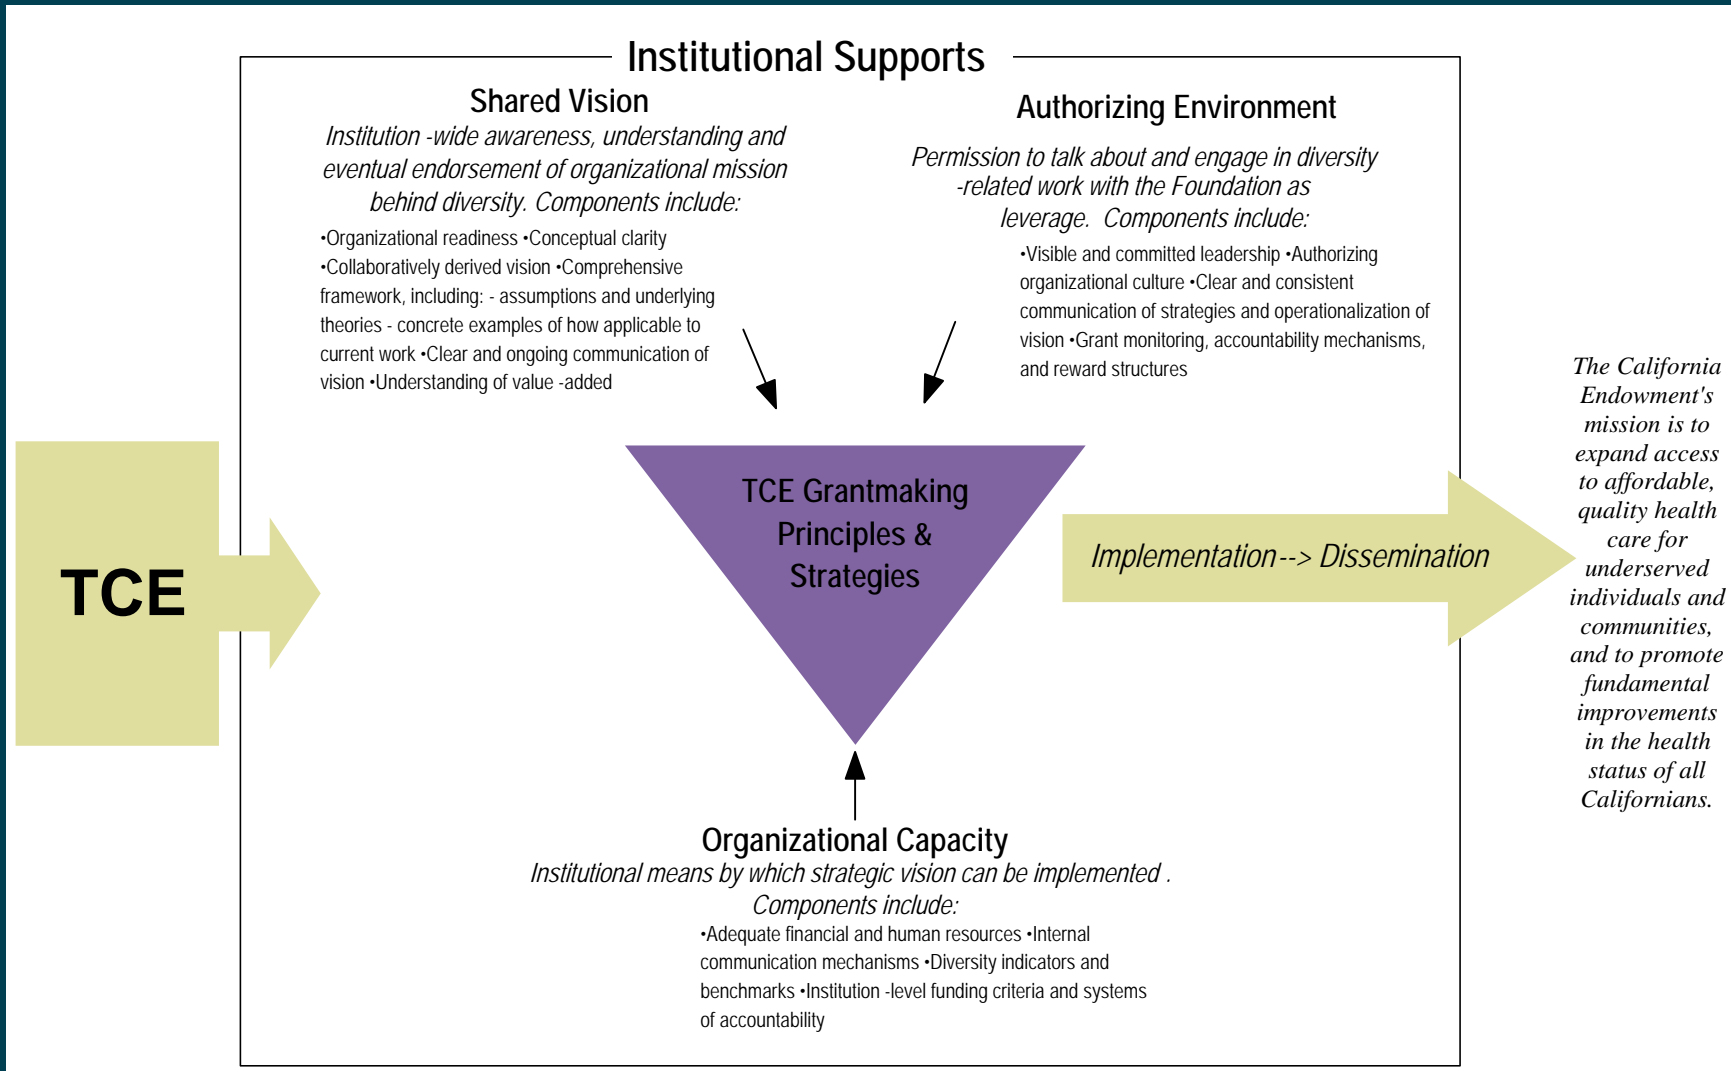 Institutional Supports
Shared Vision
Institution -wide awareness, understanding and
eventual endorsement of organizational mission
behind diversity. Components include:
•Organizational readiness •Conceptual clarity
•Collaboratively derived vision •Comprehensive
framework, including: - assumptions and underlying
theories - concrete examples of how applicable to
current work •Clear and ongoing communication of
vision •Understanding of value -added
Authorizing Environment
Permission to talk about and engage in diversity
-related work with the Foundation as
leverage. Components include:
•Visible and committed leadership •Authorizing
organizational culture •Clear and consistent
communication of strategies and operationalization of
vision •Grant monitoring, accountability mechanisms,
and reward structures
TCE
TCE Grantmaking
Principles &
Strategies
Implementation--> Dissemination
The California
Endowment's
mission is to
expand access
to affordable,
quality health
care for
underserved
individuals and
communities,
and to promote
fundamental
improvements
in the health
status of all
Californians.
Organizational Capacity
Institutional means by which strategic vision can be implemented .
Components include:
•Adequate financial and human resources •Internal
communication mechanisms •Diversity indicators and
benchmarks •Institution -level funding criteria and systems
of accountability